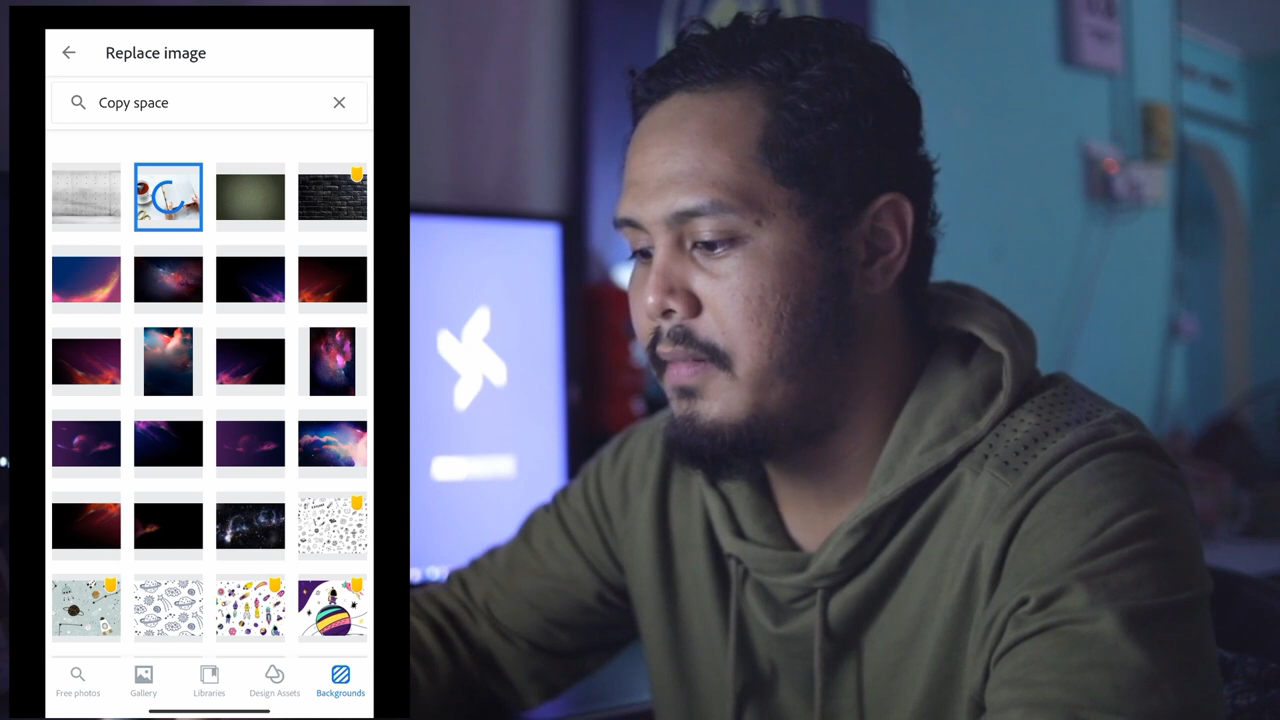 Replace image
Copy space
Free photos
Gallery
Libraries
Design Assets
Backgrounds